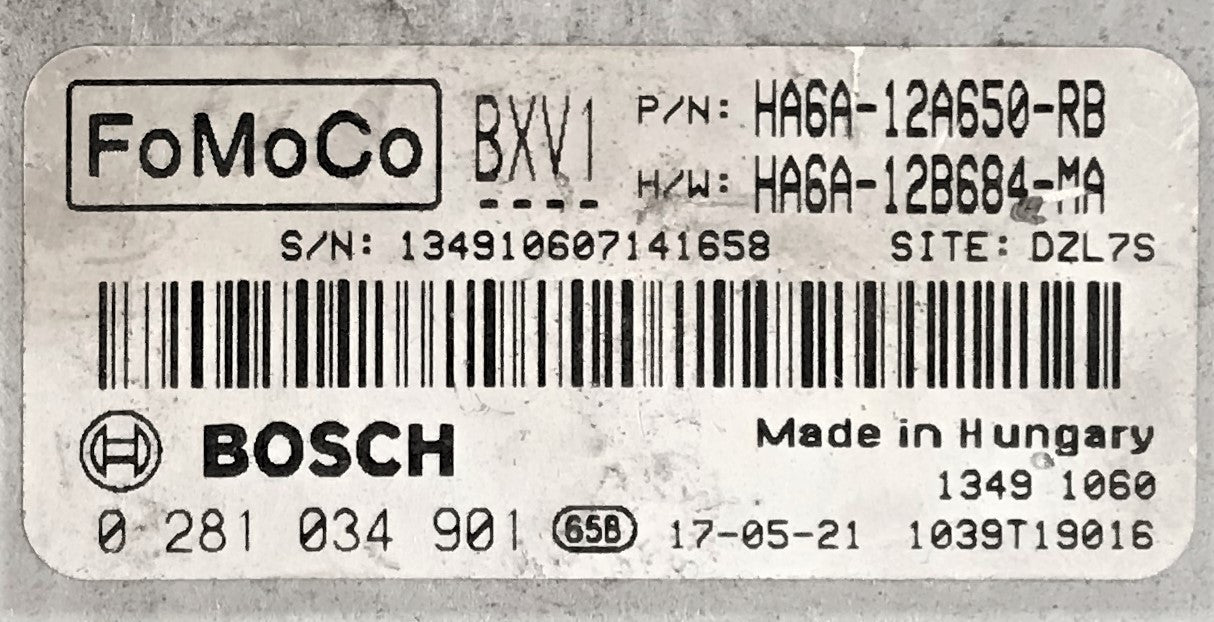 FoMoCo BXV1 P/N: HA6A-12A650-RB
H/W: HA6A-12B684-MA
S/N: 134910607141658 SITE: DZL7S
BOSCH Made in Hungary
1349 1060
0 281 034 901 65B 17-05-21 1039T19016